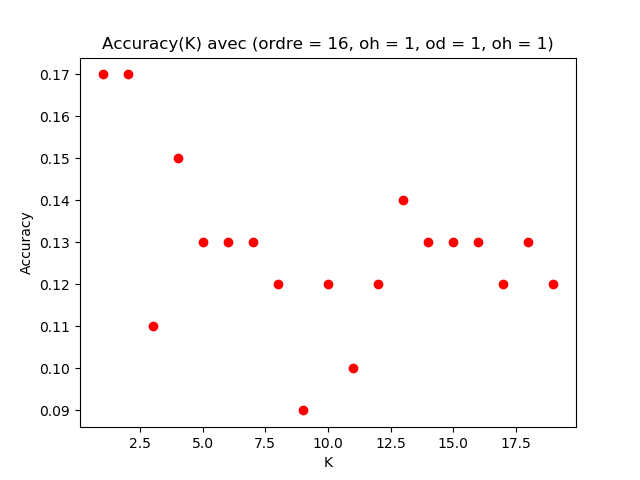 Accuracy(K) avec (ordre = 16, oh = 1, od = 1, oh = 1)
0.17
0.16
0.15
0.14
0.13
0.12
0.11
0.10
0.09
Accuracy
2.5 5.0 7.5 10.0 12.5 15.0 17.5
K